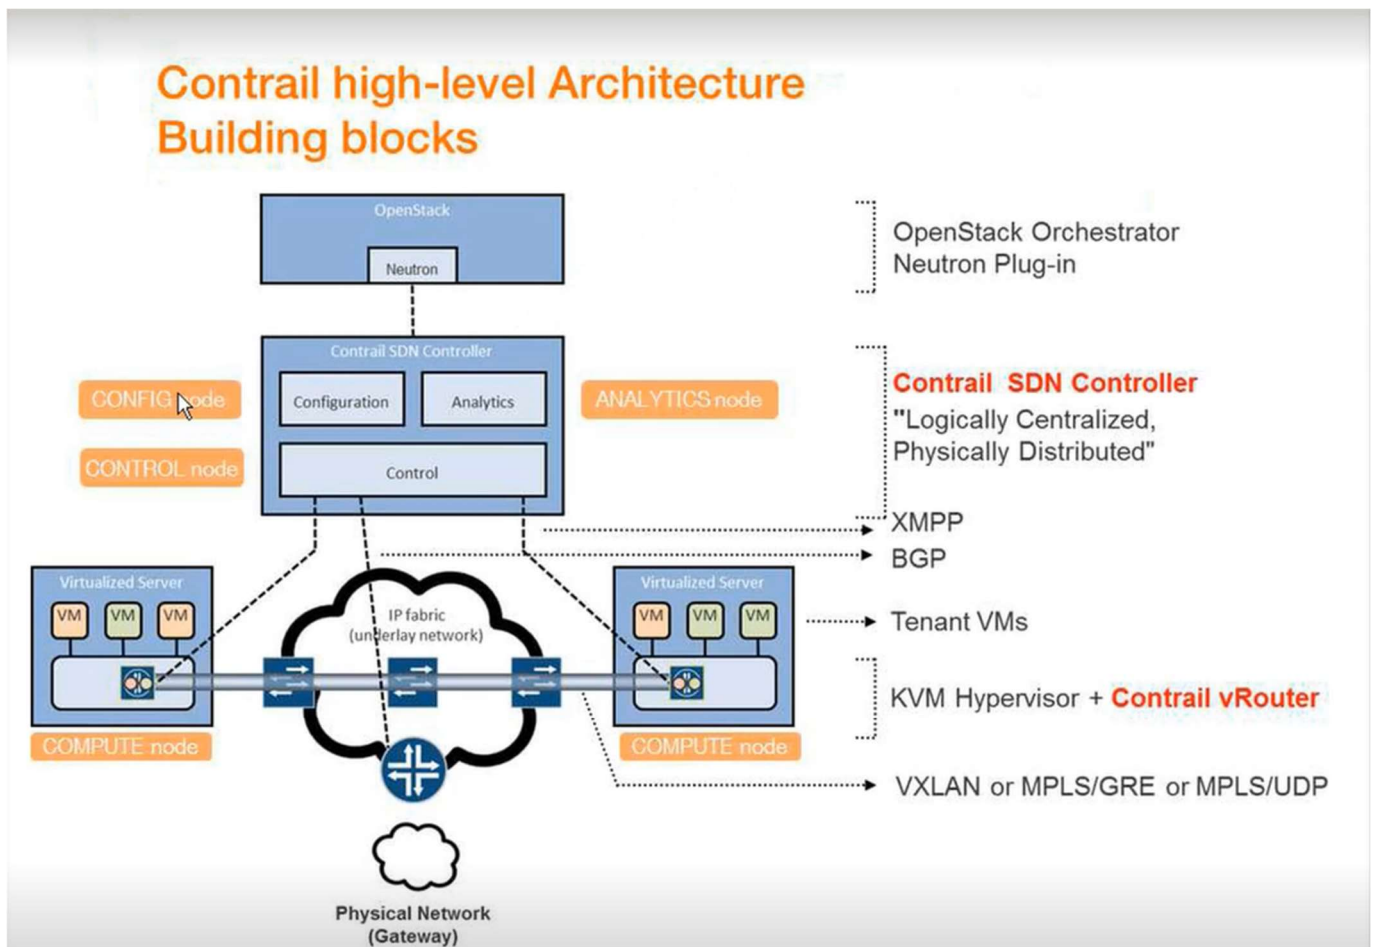 Contrail high-level Architecture
Building blocks
OpenStack
Neutron
OpenStack Orchestrator
Neutron Plug-in
Contrail SDN Controller
Configuration
Analytics
Control
CONFIG node
CONTROL node
ANALYTICS node
Contrail SDN Controller
"Logically Centralized,
Physically Distributed"
XMPP
BGP
Virtualized Server
VM VM VM
COMPUTE node
IP fabric
(underlay network)
Virtualized Server
VM VM VM
COMPUTE node
Tenant VMs
KVM Hypervisor + Contrail vRouter
VXLAN or MPLS/GRE or MPLS/UDP
Physical Network
(Gateway)